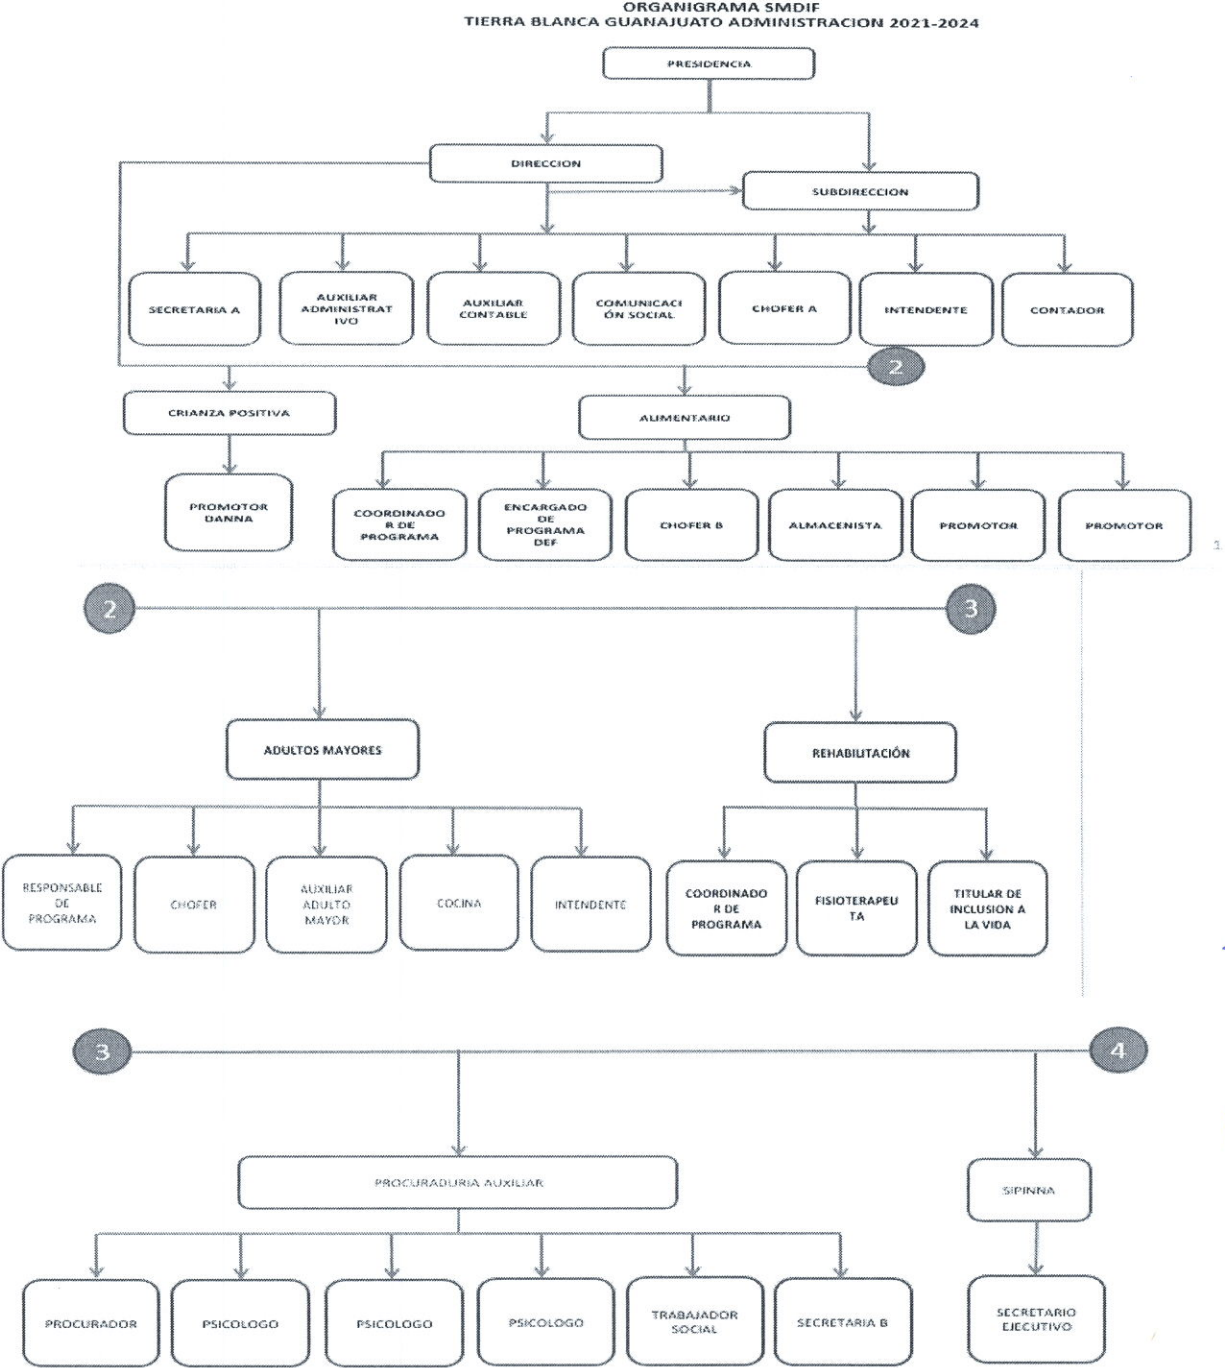 ORGANIGRAMA SMDIF
TIERRA BLANCA GUANAJUATO ADMINISTRACION 2021-2024
PRESIDENCIA
DIRECCION
SUBDIRECCION
SECRETARIA A
AUXILIAR
ADMINISTRAT
IVO
AUXILIAR
CONTABLE
COMUNICACI
ÓN SOCIAL
CHOFER A
INTENDENTE
CONTADOR
2
CRIANZA POSITIVA
ALIMENTARIO
PROMOTOR
DANNA
COORDINADO
R DE
PROGRAMA
ENCARGADO
DE
PROGRAMA
DEF
CHOFER B
ALMACENISTA
PROMOTOR
PROMOTOR
1
2
3
ADULTOS MAYORES
REHABILITACIÓN
RESPONSABLE
DE
PROGRAMA
CHOFER
AUXILIAR
ADULTO
MAYOR
COCINA
INTENDENTE
COORDINADO
R DE
PROGRAMA
FISIOTERAPEU
TA
TITULAR DE
INCLUSION A
LA VIDA
3
4
PROCURADURIA AUXILIAR
SIPINNA
PROCURADOR
PSICOLOGO
PSICOLOGO
PSICOLOGO
TRABAJADOR
SOCIAL
SECRETARIA B
SECRETARIO
EJECUTIVO